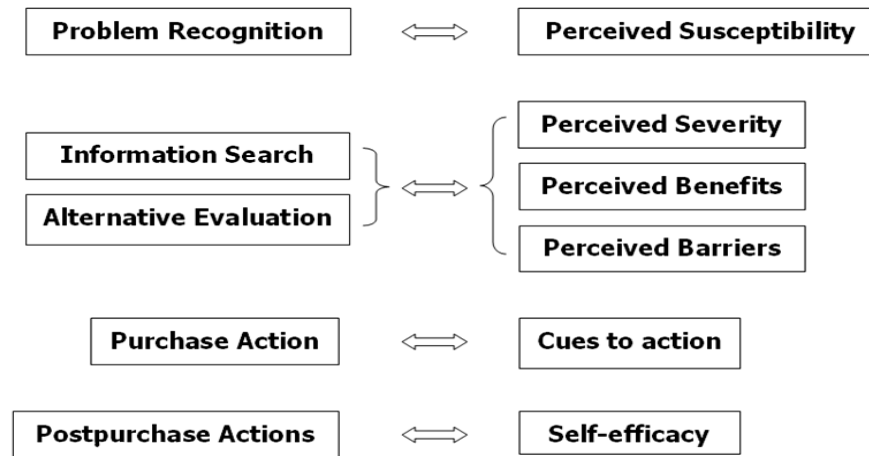 Problem Recognition
Perceived Susceptibility
Information Search
Alternative Evaluation
Perceived Severity
Perceived Benefits
Perceived Barriers
Purchase Action
Cues to action
Postpurchase Actions
Self-efficacy